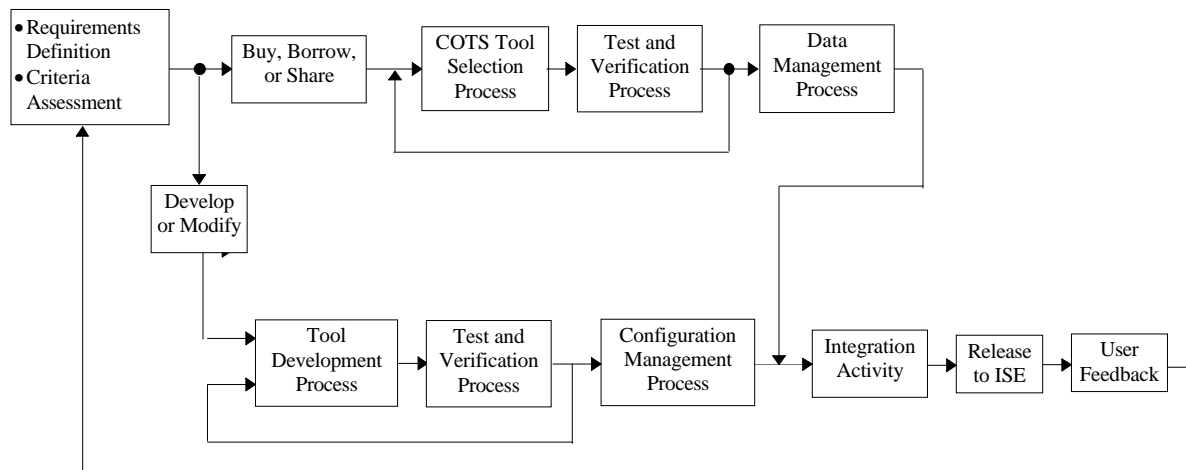 • Requirements
Definition
• Criteria
Assessment
Buy, Borrow,
or Share
COTS Tool
Selection
Process
Test and
Verification
Process
Data
Management
Process
Develop
or Modify
Tool
Development
Process
Test and
Verification
Process
Configuration
Management
Process
Integration
Activity
Release
to ISE
User
Feedback